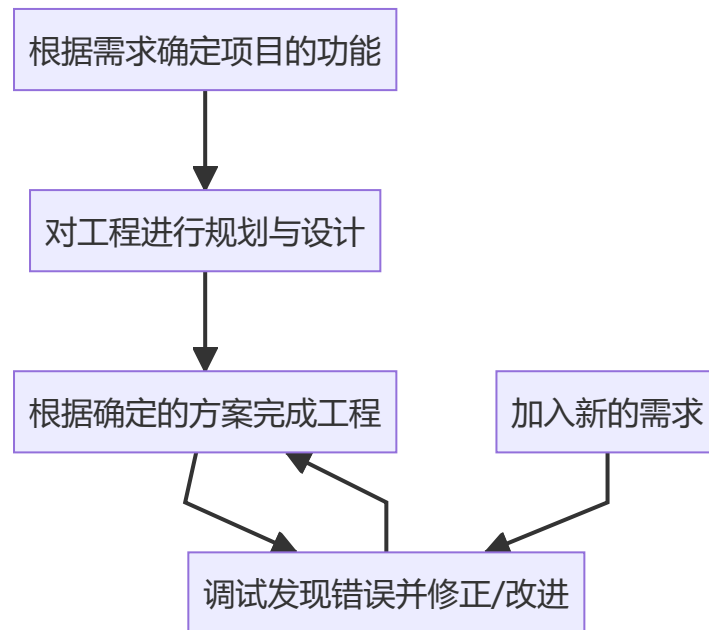 根据需求确定项目的功能
对工程进行规划与设计
根据确定的方案完成工程
加入新的需求
调试发现错误并修正/改进